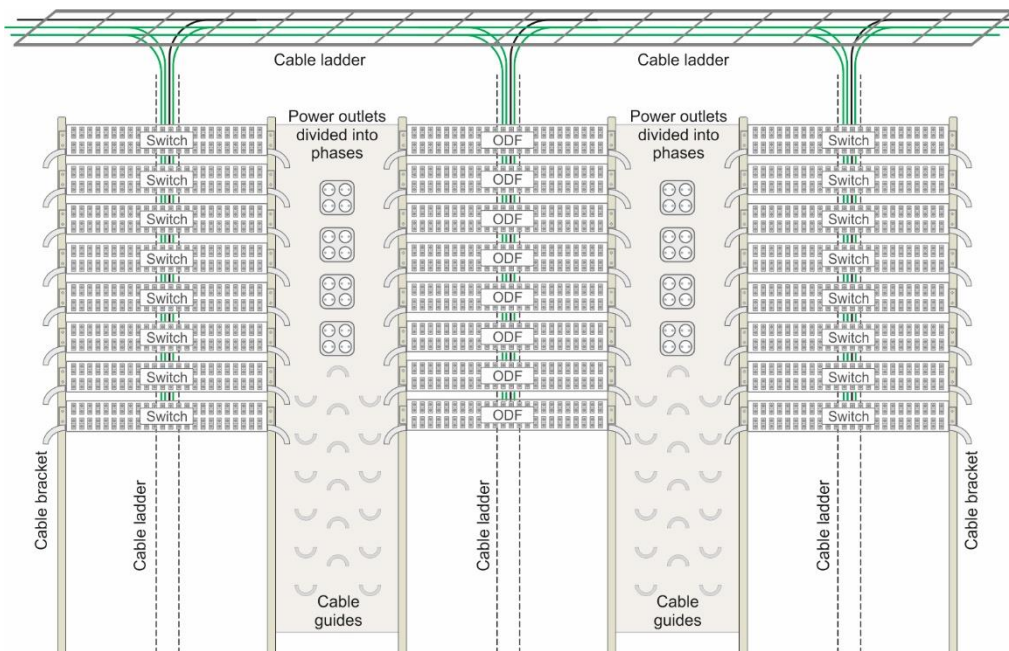 Cable ladder
Cable ladder
Power outlets
divided into
phases
Power outlets
divided into
phases
Switch
ODF
Switch
Switch
ODF
Switch
Switch
ODF
Switch
Switch
ODF
Switch
Switch
ODF
Switch
Switch
ODF
Switch
Switch
ODF
Switch
Switch
ODF
Switch
Cable bracket
Cable ladder
Cable ladder
Cable ladder
Cable bracket
Cable
guides
Cable
guides